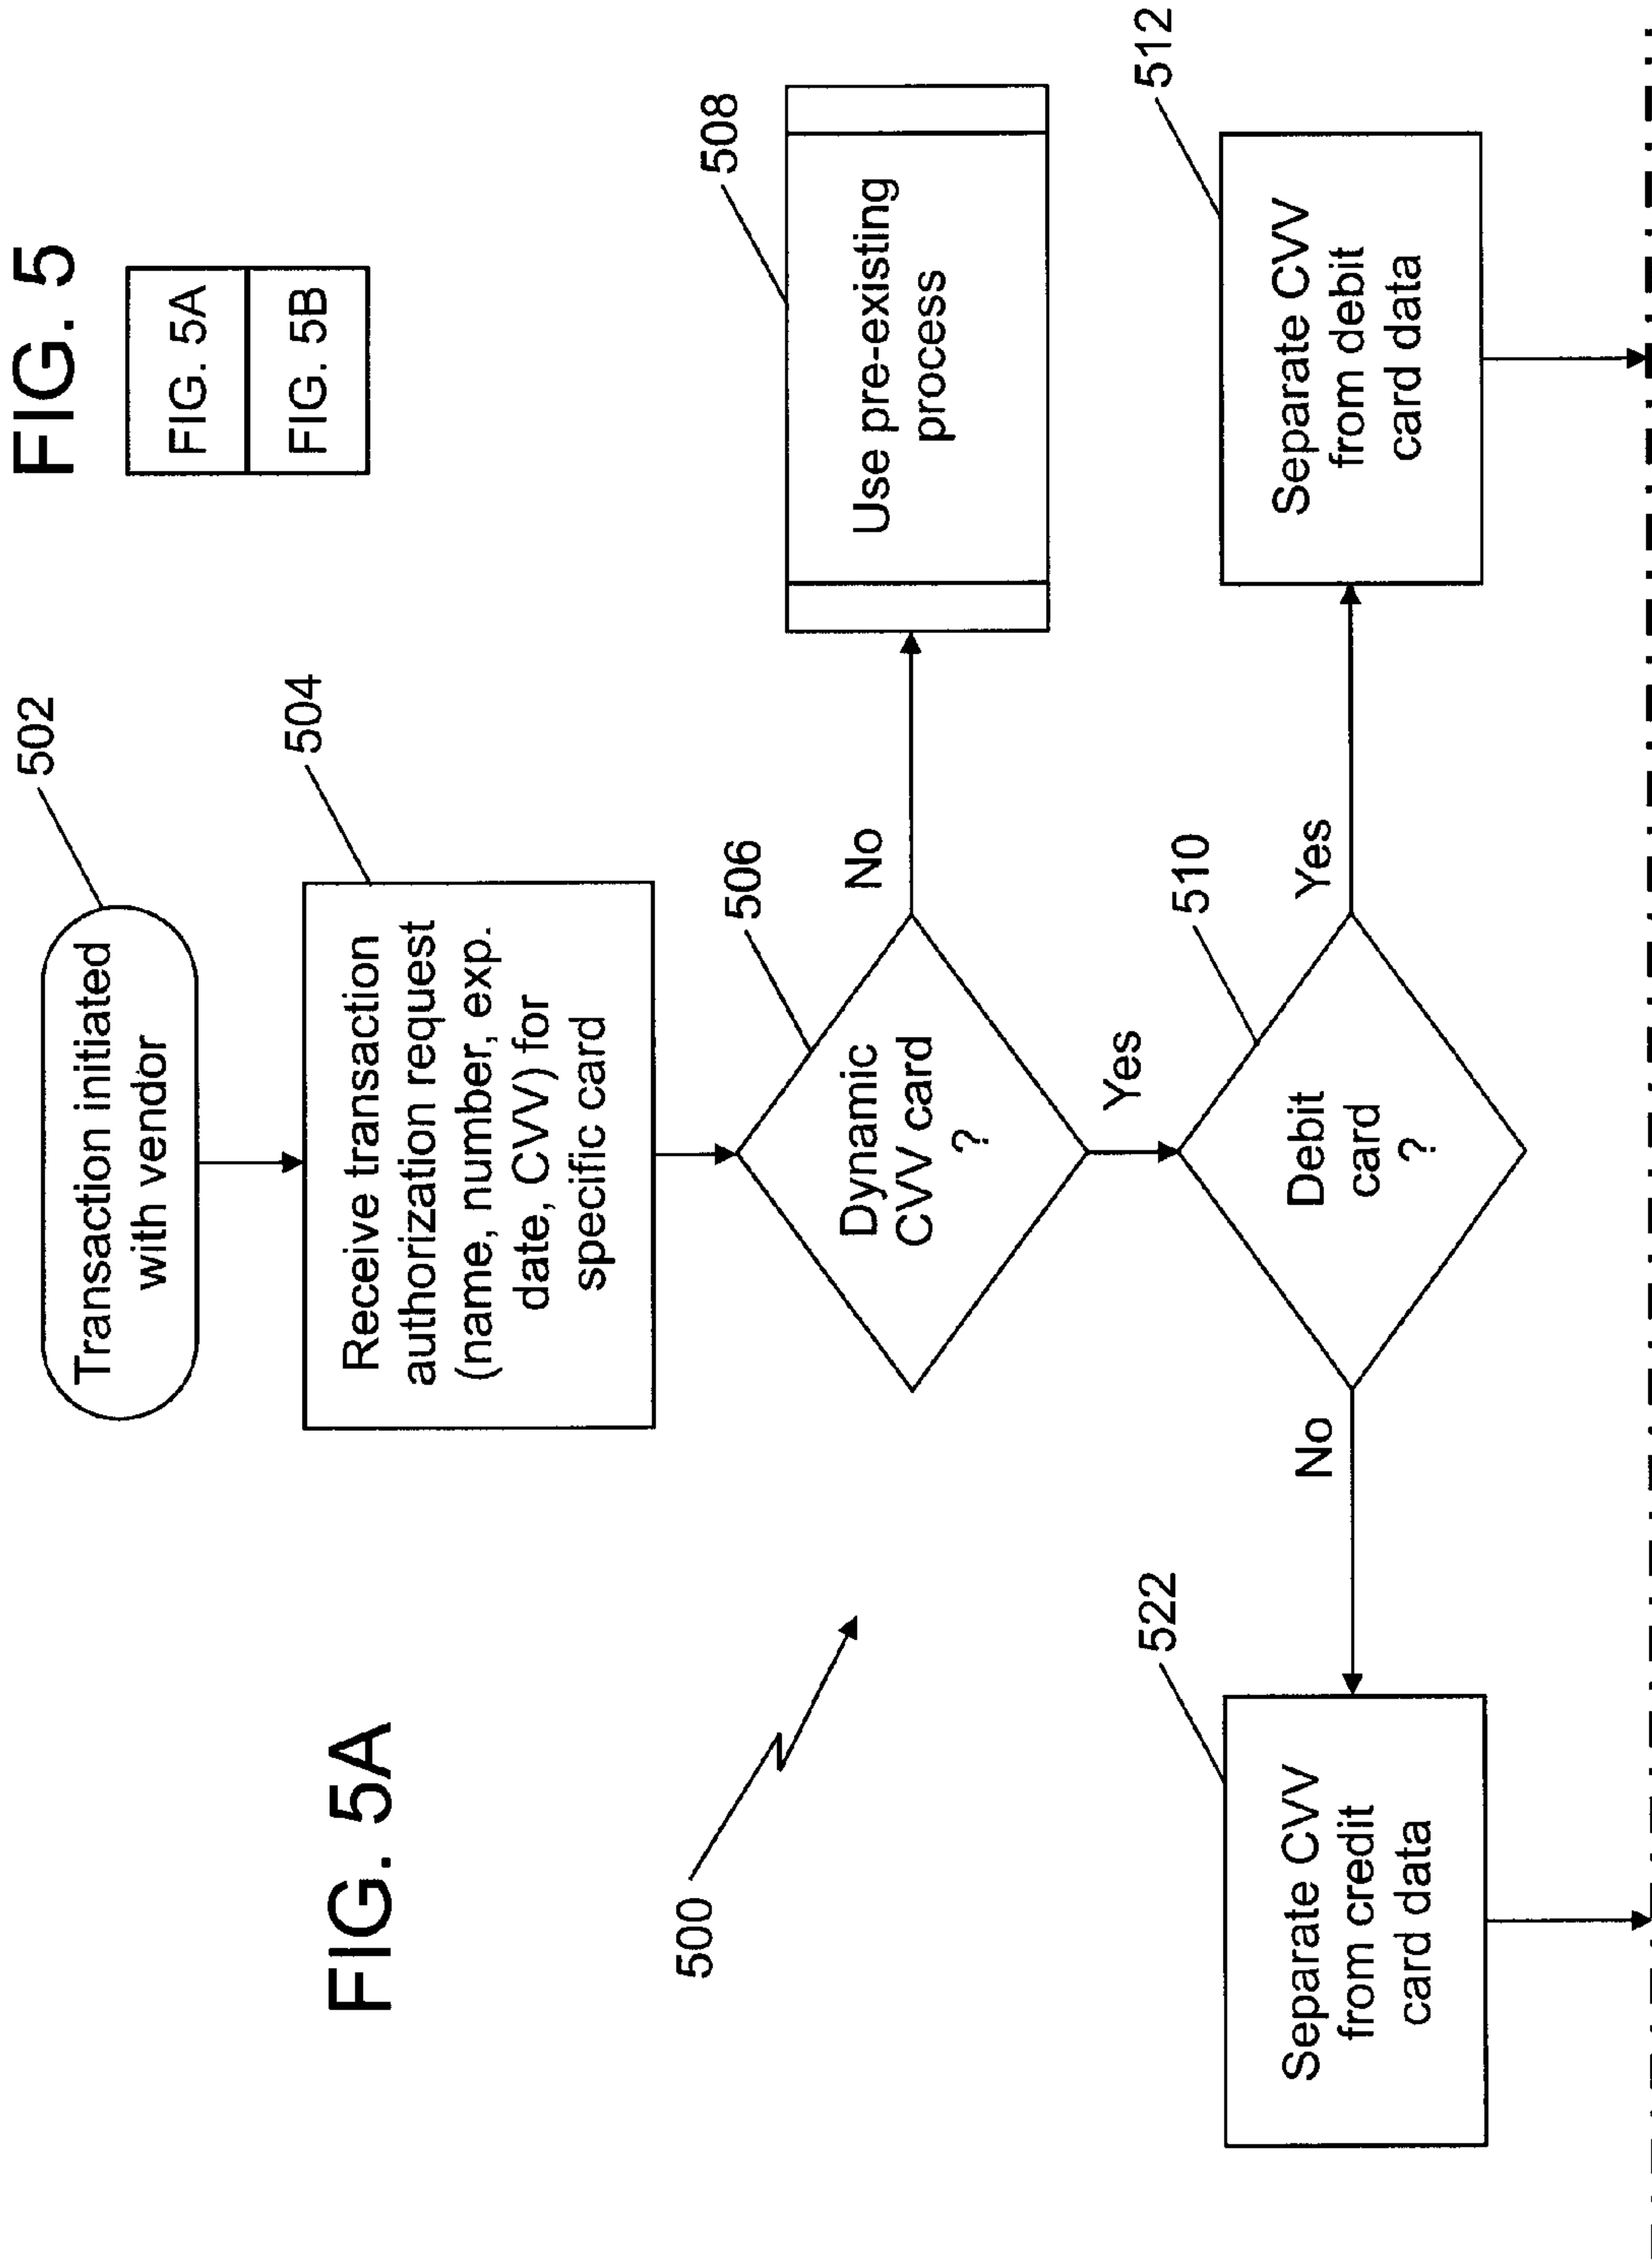 FIG. 5
FIG. 5A
FIG. 5B
FIG. 5A
500
502
Transaction initiated
with vendor
504
Receive transaction
authorization request
(name, number, exp.
date, CVV) for
specific card
506
Dynamic
CVV card
?
No
508
Use pre-existing
process
Yes
510
Debit
card
?
No
Yes
522
Separate CVV
from credit
card data
512
Separate CVV
from debit
card data